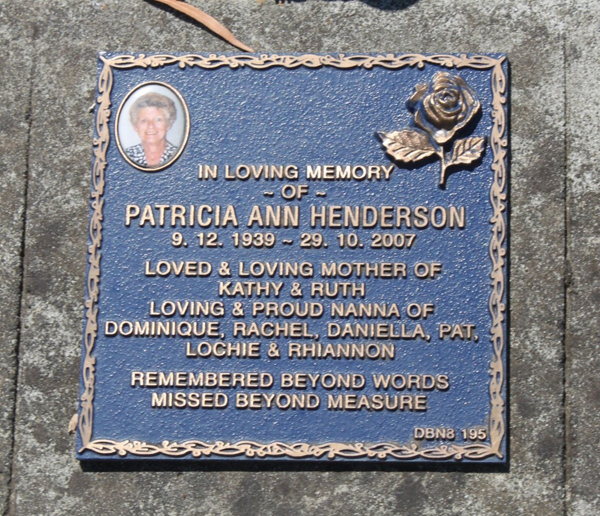 IN LOVING MEMORY
~ OF ~
PATRICIA ANN HENDERSON
9. 12. 1939 ~ 29. 10. 2007
LOVED & LOVING MOTHER OF
KATHY & RUTH
LOVING & PROUD NANNA OF
DOMINIQUE, RACHEL, DANIELLA, PAT,
LOCHIE & RHIANNON
REMEMBERED BEYOND WORDS
MISSED BEYOND MEASURE
DBN8 195